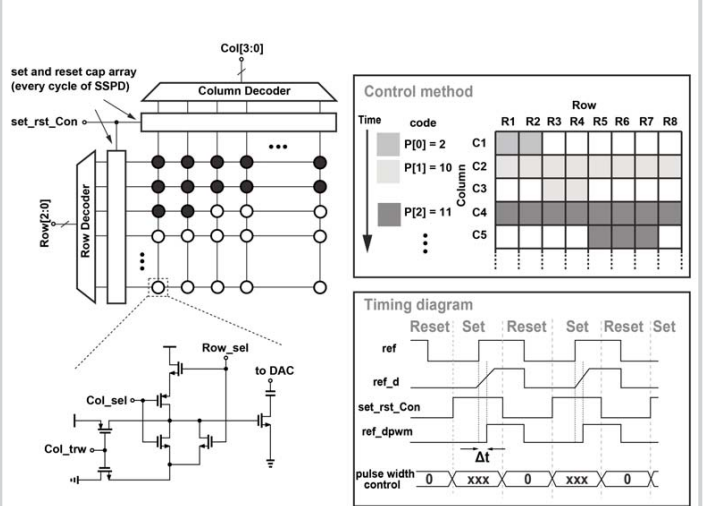 Col[3:0]
set and reset cap array
(every cycle of SSPD)
Column Decoder
set_rst_Con
•••
Row Decoder
Row[2:0]
Row_sel
to DAC
Col_sel
Col_trw
Control method
Row
Time
code
R1 R2 R3 R4 R5 R6 R7 R8
P[0] = 2
P[1] = 10
P[2] = 11
Column
C1
C2
C3
C4
C5
Timing diagram
Reset Set Reset Set Reset Set
ref
ref_d
set_rst_Con
ref_dpwm
Δt
pulse width
control
0 xxx 0 xxx 0